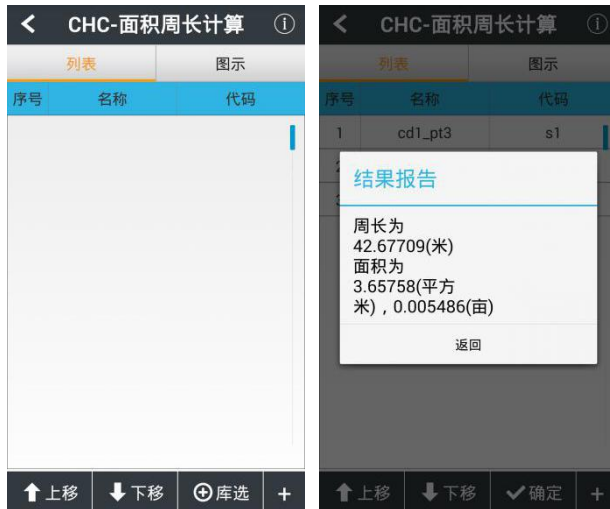 CHC-面积周长计算
列表 图示
序号 名称 代码
上移 下移 库选 +
CHC-面积周长计算
列表 图示
序号 名称 代码
1 cd1_pt3 s1
结果报告
周长为
42.67709(米)
面积为
3.65758(平方
米)，0.005486(亩)
返回
上移 下移 确定 +